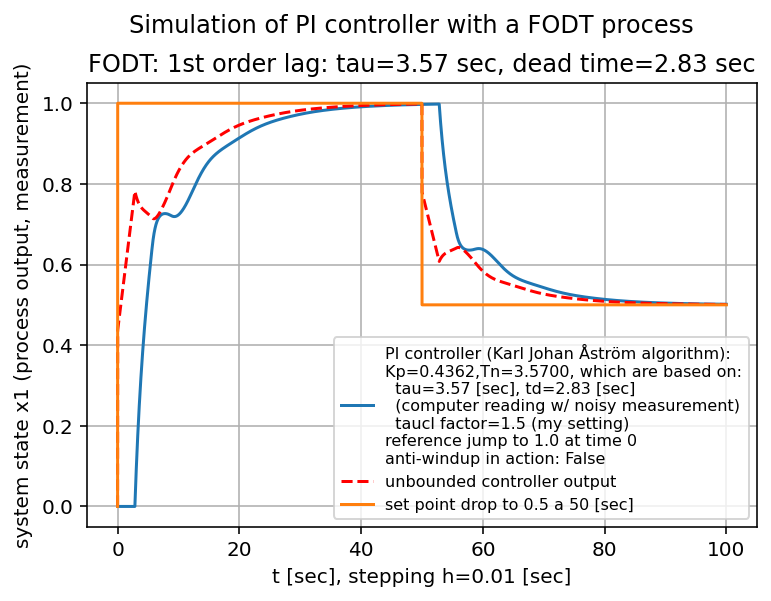 Simulation of PI controller with a FODT process
FODT: 1st order lag: tau=3.57 sec, dead time=2.83 sec
system state x1 (process output, measurement)
1.0
0.8
0.6
0.4
0.2
0.0
PI controller (Karl Johan Åström algorithm):
Kp=0.4362,Tn=3.5700, which are based on:
tau=3.57 [sec], td=2.83 [sec]
(computer reading w/ noisy measurement)
taucl factor=1.5 (my setting)
reference jump to 1.0 at time 0
anti-windup in action: False
unbounded controller output
set point drop to 0.5 a 50 [sec]
0 20 40 60 80 100
t [sec], stepping h=0.01 [sec]